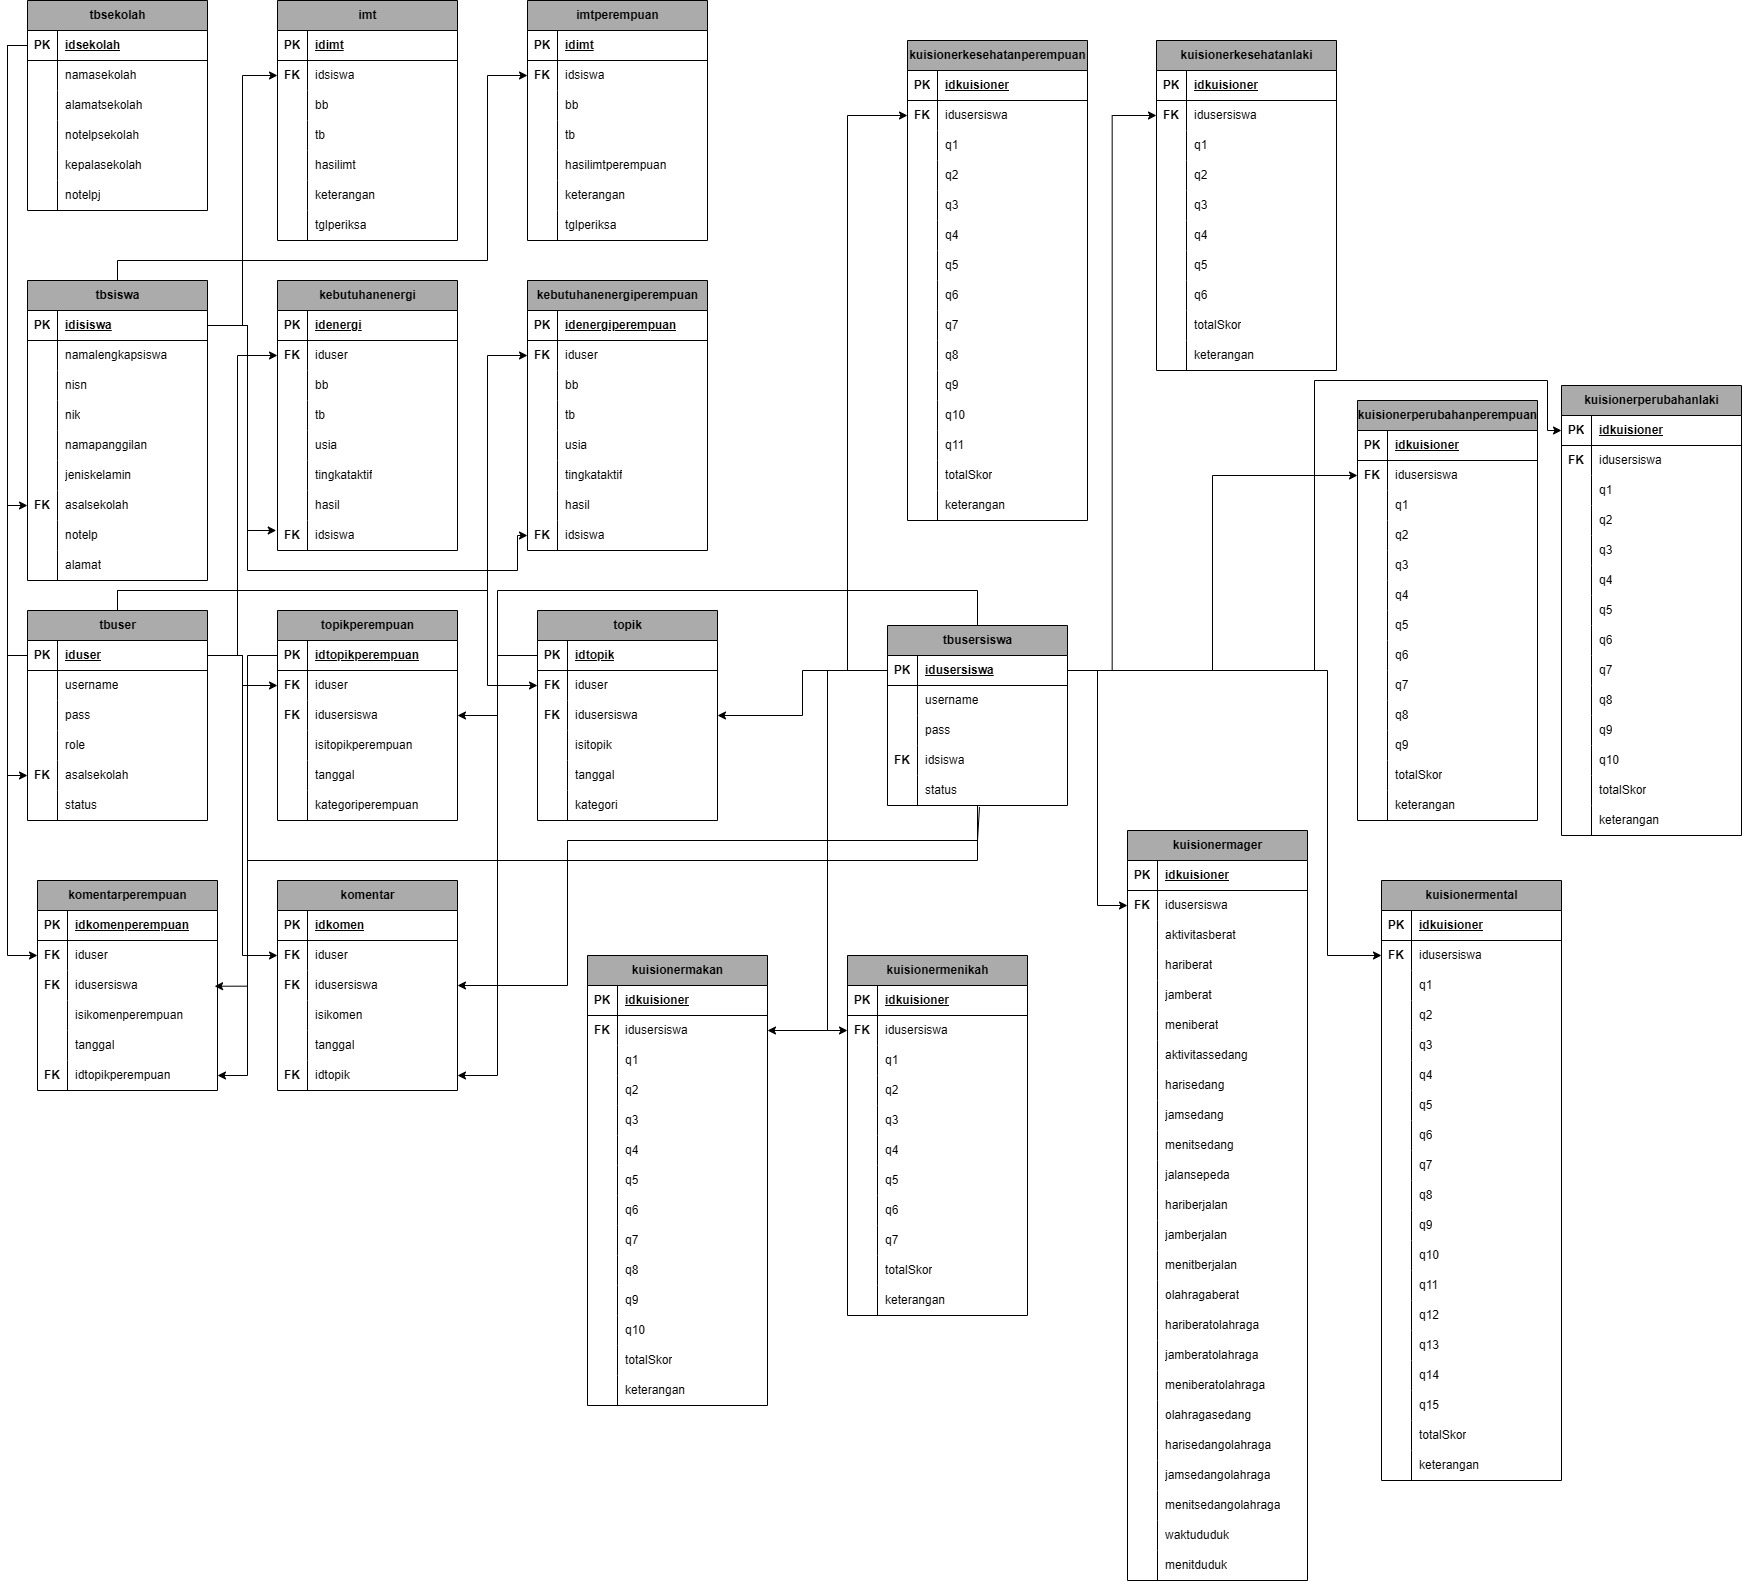 tbsekolah
PK idsekolah
namasekolah
alamatsekolah
notelpsekolah
kepalasekolah
notelpj
imt
PK idimt
FK idsiswa
bb
tb
hasilimt
keterangan
tglperiksa
imtperempuan
PK idimt
FK idsiswa
bb
tb
hasilimtperempuan
keterangan
tglperiksa
kuisionerkesehatanperempuan
PK idkuisioner
FK idusersiswa
q1
q2
q3
q4
q5
q6
q7
q8
q9
q10
q11
totalSkor
keterangan
kuisionerkesehatanlaki
PK idkuisioner
FK idusersiswa
q1
q2
q3
q4
q5
q6
totalSkor
keterangan
tbsiswa
PK idisiswa
namalengkapsiswa
nisn
nik
namapanggilan
jeniskelamin
FK asalsekolah
notelp
alamat
kebutuhanenergi
PK idenergi
FK iduser
bb
tb
usia
tingkataktif
hasil
FK idsiswa
kebutuhanenergiperempuan
PK idenergiperempuan
FK iduser
bb
tb
usia
tingkataktif
hasil
FK idsiswa
kuisionerperubahanperempuan
PK idkuisioner
FK idusersiswa
q1
q2
q3
q4
q5
q6
q7
q8
q9
totalSkor
keterangan
kuisionerperubahanlaki
PK idkuisioner
FK idusersiswa
q1
q2
q3
q4
q5
q6
q7
q8
q9
q10
totalSkor
keterangan
tbuser
PK iduser
username
pass
role
FK asalsekolah
status
topikperempuan
PK idtopikperempuan
FK iduser
FK idusersiswa
isitopikperempuan
tanggal
kategoriperempuan
topik
PK idtopik
FK iduser
FK idusersiswa
isitopik
tanggal
kategori
tbusersiswa
PK idusersiswa
username
pass
FK idsiswa
status
komentarperempuan
PK idkomenperempuan
FK iduser
FK idusersiswa
isikomenperempuan
tanggal
FK idtopikperempuan
komentar
PK idkomen
FK iduser
FK idusersiswa
isikomen
tanggal
FK idtopik
kuisionermakan
PK idkuisioner
FK idusersiswa
q1
q2
q3
q4
q5
q6
q7
q8
q9
q10
totalSkor
keterangan
kuisionermenikah
PK idkuisioner
FK idusersiswa
q1
q2
q3
q4
q5
q6
q7
totalSkor
keterangan
kuisionermager
PK idkuisioner
FK idusersiswa
aktivitasberat
hariberat
jamberat
meniberat
aktivitassedang
harisedang
jamsedang
menitsedang
jalansepeda
hariberjalan
jamberjalan
menitberjalan
olahragaberat
hariberatolahraga
jamberatolahraga
meniberatolahraga
olahragasedang
harisedangolahraga
jamsedangolahraga
menitsedangolahraga
waktududuk
menitduduk
kuisionermental
PK idkuisioner
FK idusersiswa
q1
q2
q3
q4
q5
q6
q7
q8
q9
q10
q11
q12
q13
q14
q15
totalSkor
keterangan